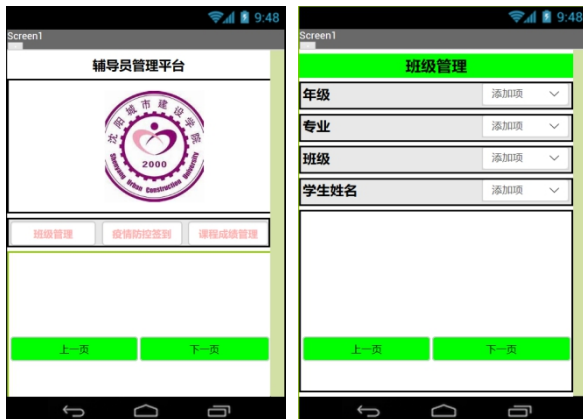 9:48
Screen1
辅导员管理平台
沈阳城市建设学院
2000
Shenyang Urban Construction University
班级管理 疫情防控签到 课程成绩管理
上一页 下一页
9:48
Screen1
班级管理
年级 添加项
专业 添加项
班级 添加项
学生姓名 添加项
上一页 下一页